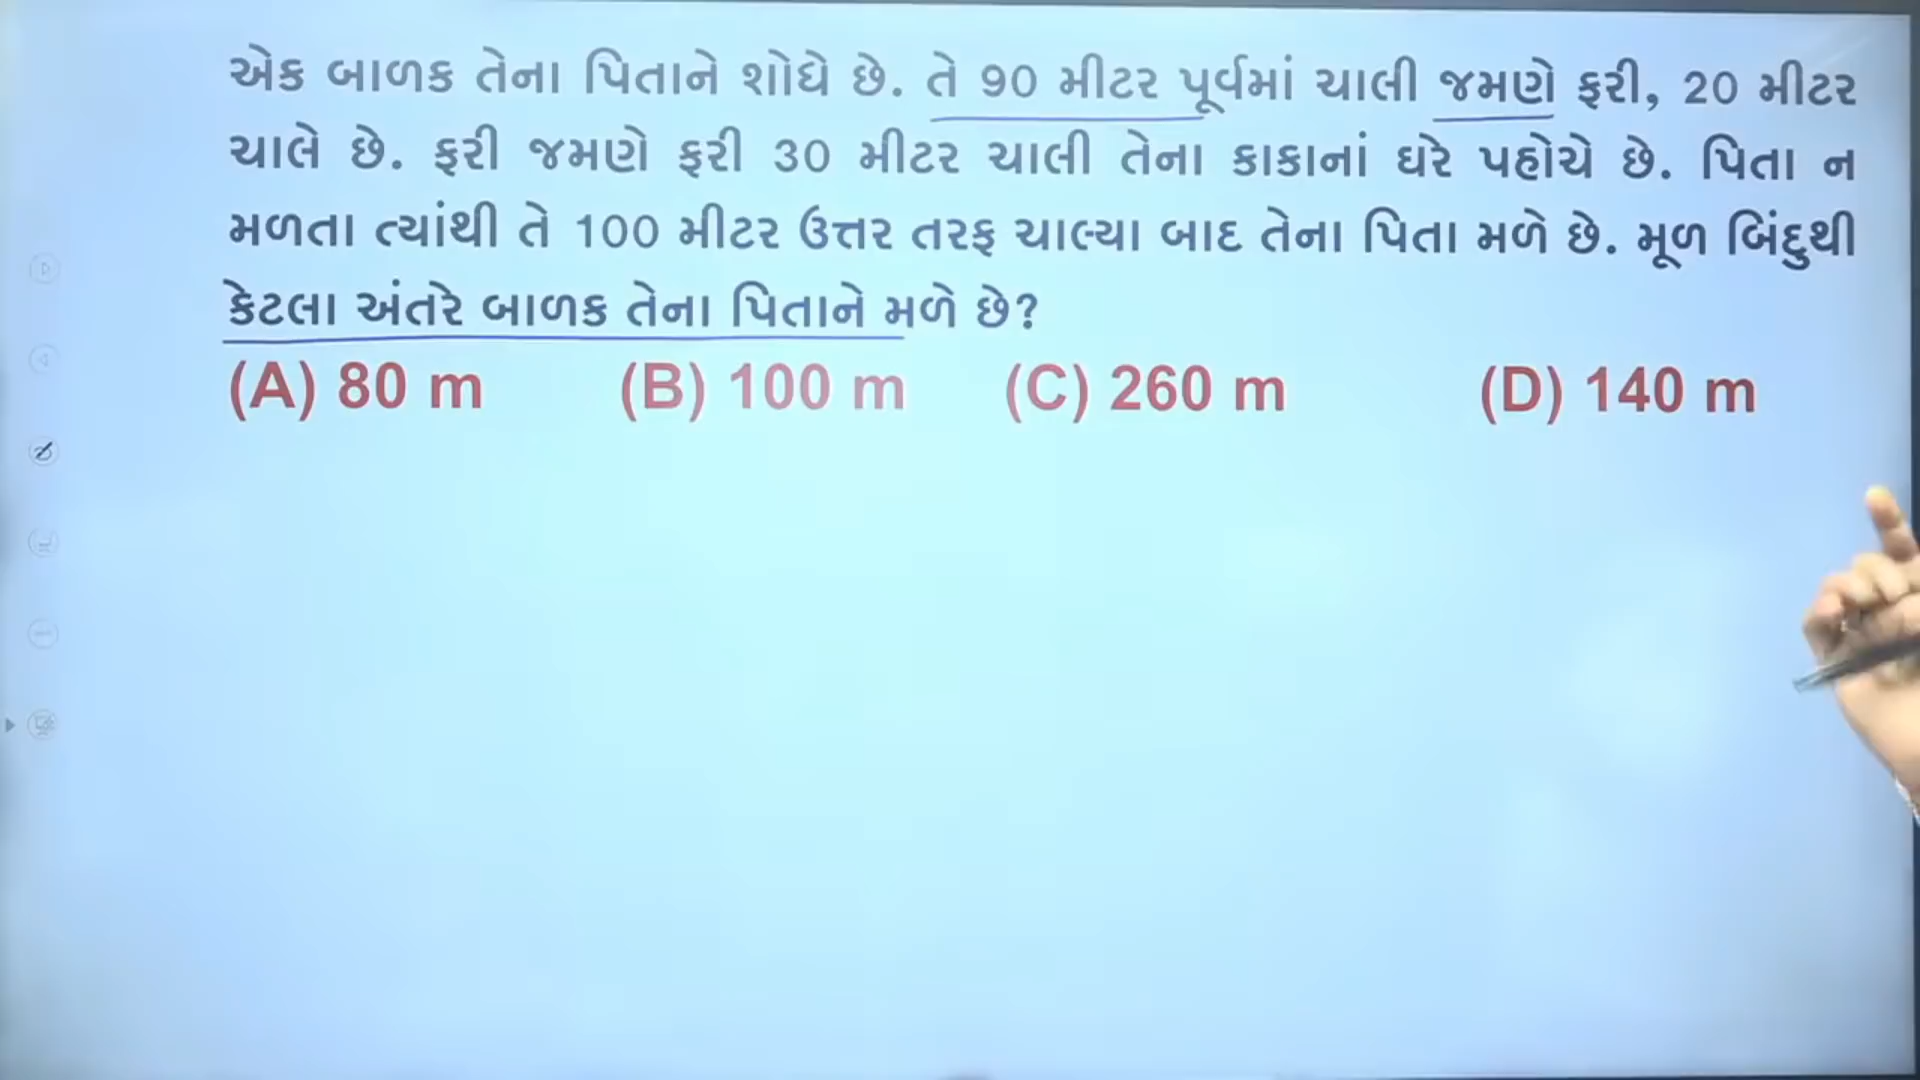 એક બાળક તેના પિતાને શોધે છે. તે 90 મીટર પૂર્વમાં ચાલી જમણે ફરી, 20 મીટર
ચાલે છે. ફરી જમણે ફરી 30 મીટર ચાલી તેના કાકાનાં ઘરે પહોચે છે. પિતા ન
મળતા ત્યાંથી તે 100 મીટર ઉત્તર તરફ ચાલ્યા બાદ તેના પિતા મળે છે. મૂળ બિંદુથી
કેટલા અંતરે બાળક તેના પિતાને મળે છે?
(A) 80 m (B) 100 m (C) 260 m (D) 140 m